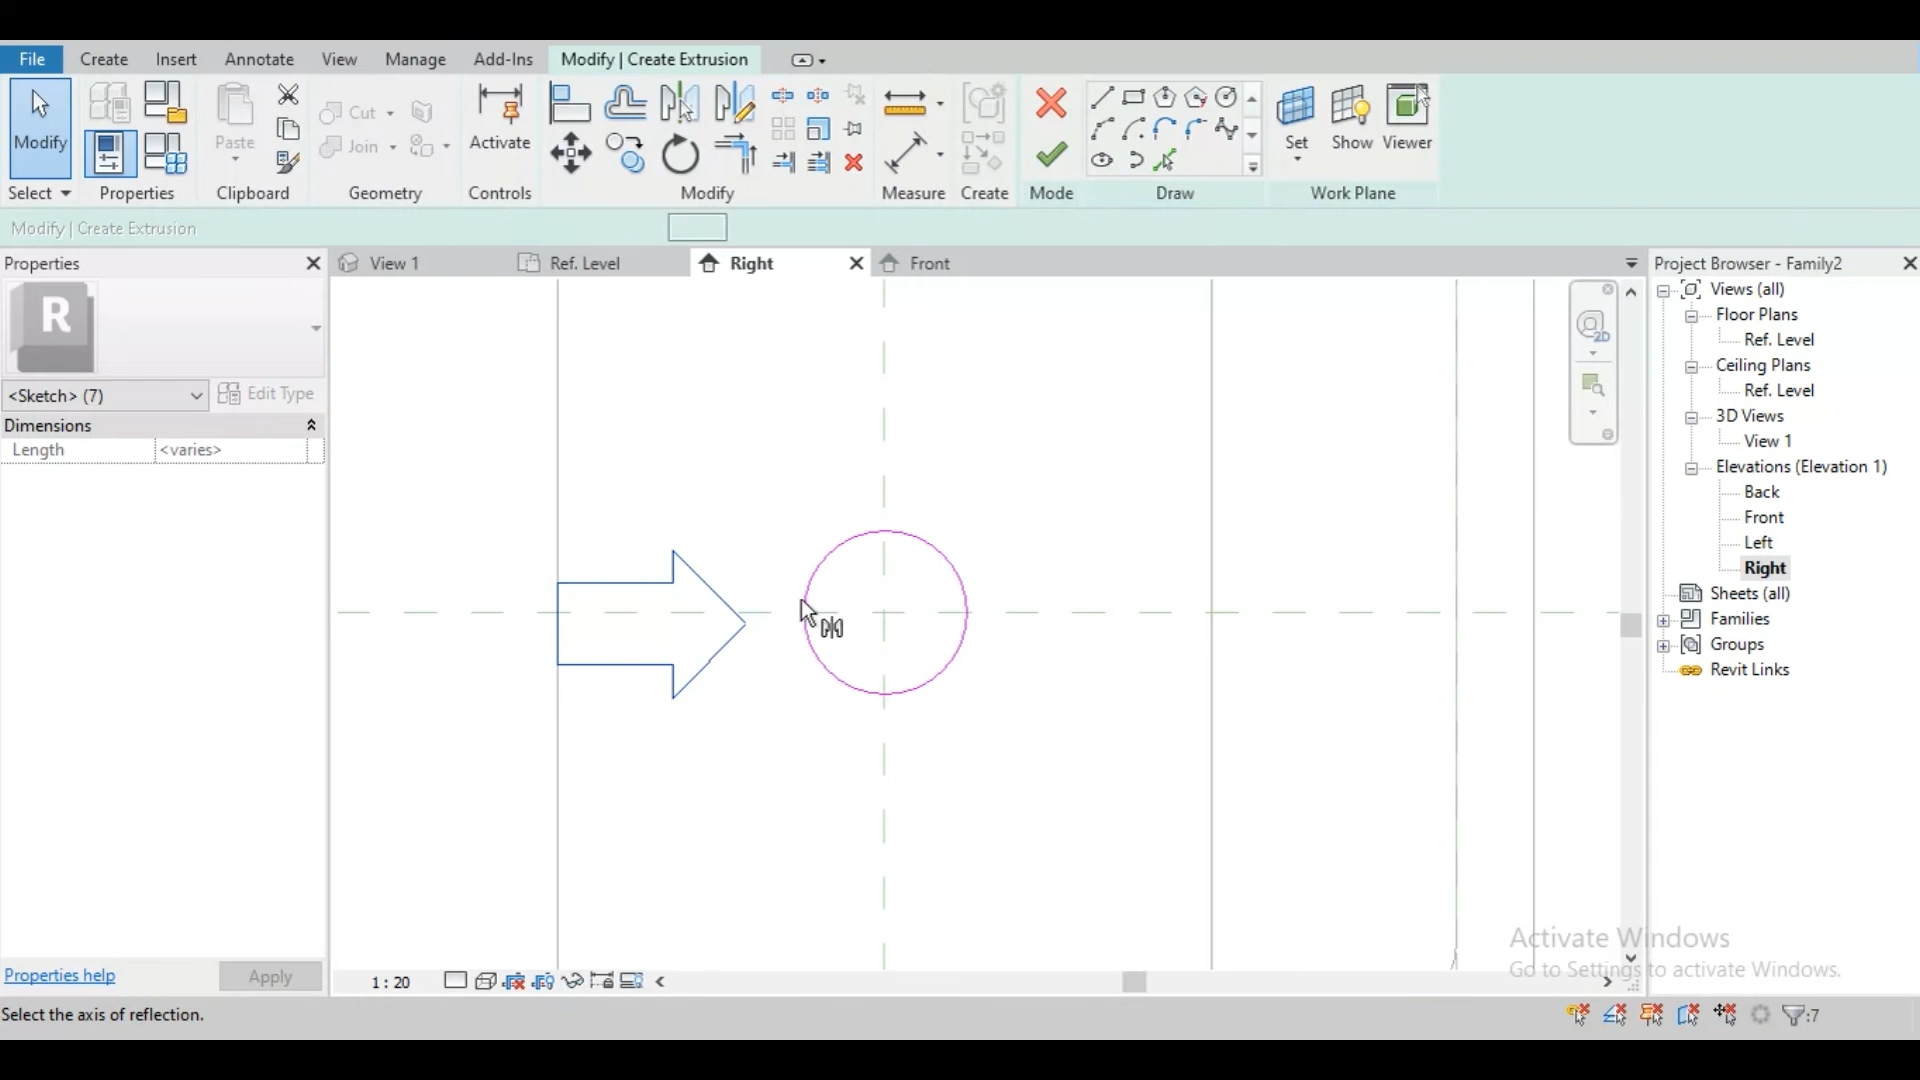 File Create Insert Annotate View Manage Add-Ins Modify | Create Extrusion
Modify Paste Cut Join Activate Set Show Viewer
Select Properties Clipboard Geometry Controls Modify Measure Create Mode Draw Work Plane
Modify | Create Extrusion
Properties
View 1 Ref. Level Right Front
Project Browser - Family2
R
<Sketch> (7) Edit Type
Dimensions
Length <varies>
2D
Views (all)
Floor Plans
Ref. Level
Ceiling Plans
Ref. Level
3D Views
View 1
Elevations (Elevation 1)
Back
Front
Left
Right
Sheets (all)
Families
Groups
Revit Links
Activate Windows
Go to Settings to activate Windows.
Properties help Apply
1 : 20
Select the axis of reflection.
:7